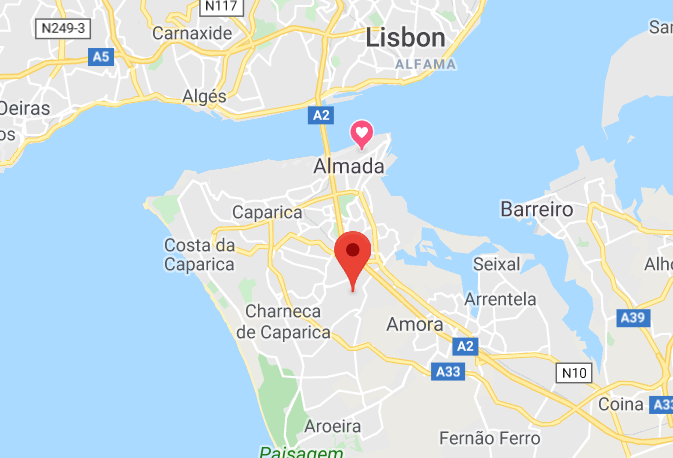 N117
N249-3
Carnaxide
Lisbon
San
A5
ALFAMA
Algés
Oeiras
A2
os
Almada
Caparica
Barreiro
Costa da
Caparica
Seixal
Alho
Arrentela
Charneca
de Caparica
Amora
A39
A2
A33
N10
Coina
A33
Aroeira
Fernão Ferro
Paisagem